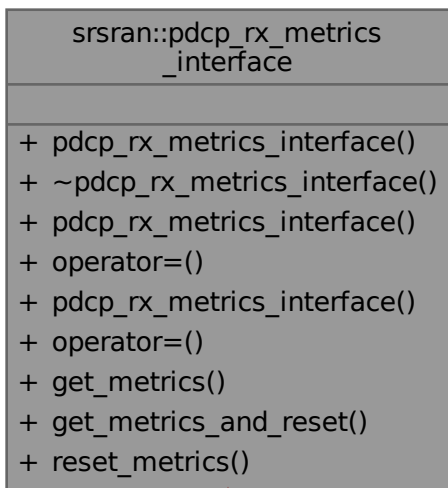 srsran::pdcp_rx_metrics
_interface
+ pdcp_rx_metrics_interface()
+ ~pdcp_rx_metrics_interface()
+ pdcp_rx_metrics_interface()
+ operator=()
+ pdcp_rx_metrics_interface()
+ operator=()
+ get_metrics()
+ get_metrics_and_reset()
+ reset_metrics()